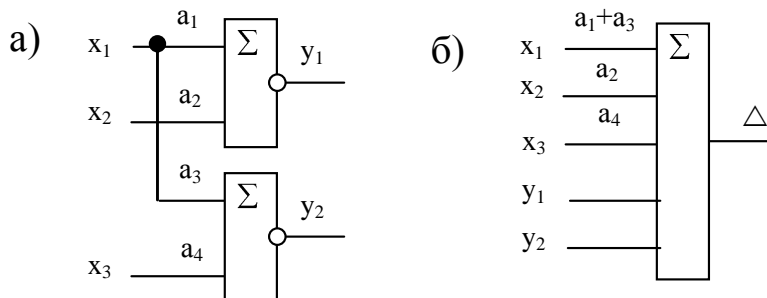 а)
x₁ a₁ Σ y₁
x₂ a₂
a₃ Σ y₂
x₃ a₄
б)
a₁+a₃
x₁ Σ
x₂ a₂
a₄
x₃
△
y₁
y₂